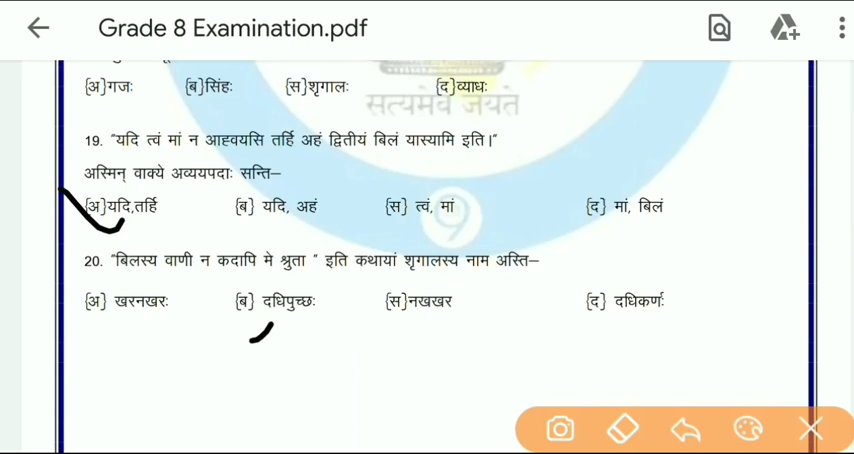 Grade 8 Examination.pdf
{अ}गजः {ब}सिंहः {स}शृगालः {द}व्याधः
सत्यमेव जयते
19. "यदि त्वं मां न आह्वयसि तर्हि अहं द्वितीयं बिलं यास्यामि इति।"
अस्मिन् वाक्ये अव्ययपदाः सन्ति–
{अ}यदि,तर्हि {ब} यदि, अहं {स} त्वं, मां {द} मां, बिलं
9
20. "बिलस्य वाणी न कदापि मे श्रुता " इति कथायां शृगालस्य नाम अस्ति–
{अ} खरनखरः {ब} दधिपुच्छः {स}नखखर {द} दधिकर्णः